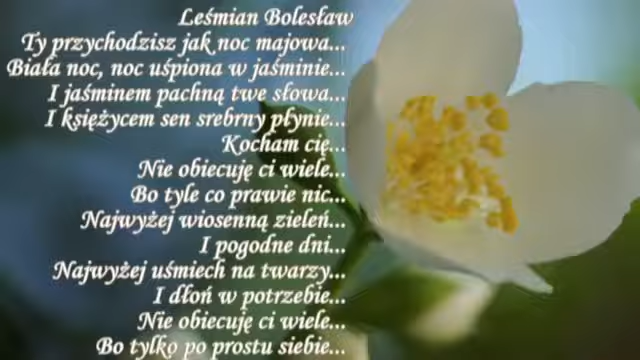 Leśmian Bolesław
Ty przychodzisz jak noc majowa...
Biała noc, noc uśpiona w jaśminie...
I jaśminem pachną twe słowa...
I księżycem sen srebrny płynie...
Kocham cię...
Nie obiecuję ci wiele...
Bo tyle co prawie nic...
Najwyżej wiosenną zieleń...
I pogodne dni...
Najwyżej uśmiech na twarzy...
I dłoń w potrzebie...
Nie obiecuję ci wiele...
Bo tylko po prostu siebie...